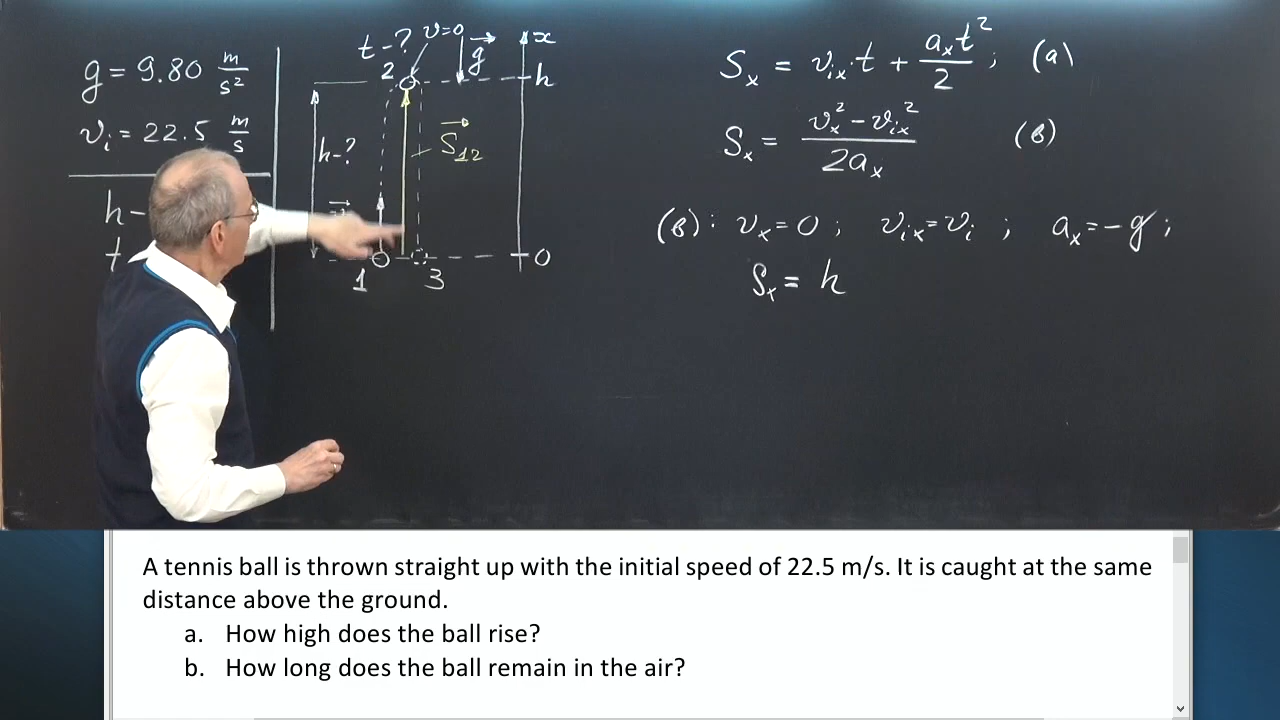 g = 9.80 m/s²
vᵢ = 22.5 m/s
h-
t
t-? v=0 g⃗ x
2 h
h-? S⃗₁₂
0
1 3
Sₓ = vᵢₓ·t + aₓt²/2 ; (a)
Sₓ = (vₓ² - vᵢₓ²)/2aₓ (в)
(в): vₓ = 0 ; vᵢₓ = vᵢ ; aₓ = -g ;
Sₓ = h
A tennis ball is thrown straight up with the initial speed of 22.5 m/s. It is caught at the same
distance above the ground.
a. How high does the ball rise?
b. How long does the ball remain in the air?